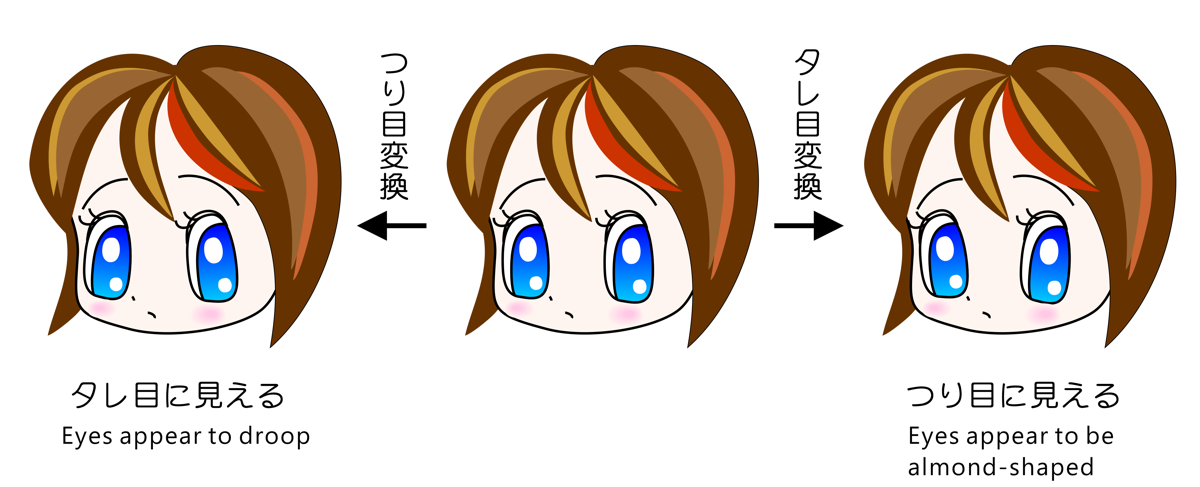 つり目変換
タレ目変換
タレ目に見える
Eyes appear to droop
つり目に見える
Eyes appear to be
almond-shaped